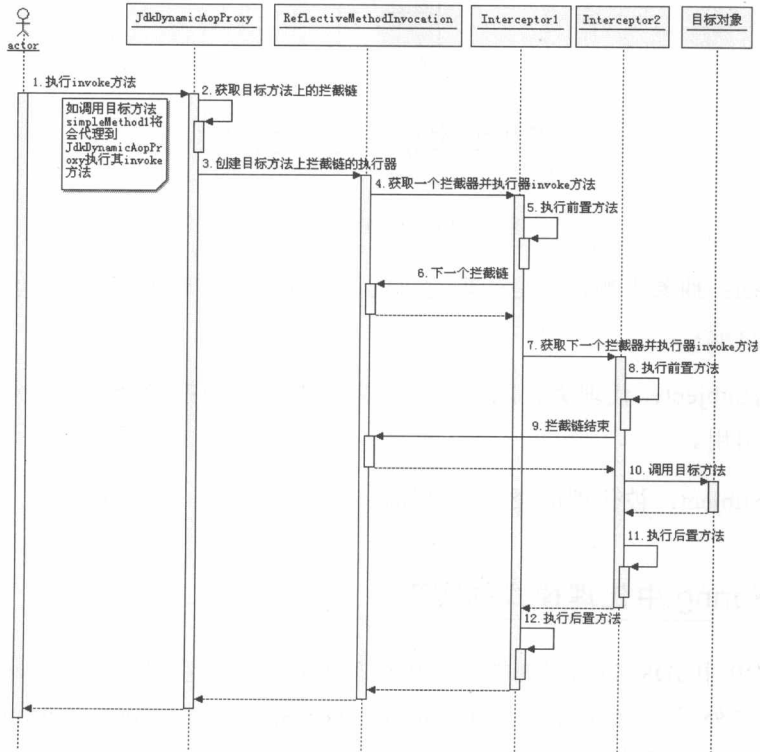 JdkDynamicAopProxy
ReflectiveMethodInvocation
Interceptor1
Interceptor2
目标对象
actor
1.执行invoke方法
2.获取目标方法上的拦截链
如调用目标方法
simpleMethod1将
会代理到
JdkDynamicAopPr
oxy执行其invoke
方法
3.创建目标方法上拦截链的执行器
4.获取一个拦截器并执行器invoke方法
5.执行前置方法
6.下一个拦截链
7.获取下一个拦截器并执行器invoke方法
8.执行前置方法
9.拦截链结束
10.调用目标方法
11.执行后置方法
12.执行后置方法